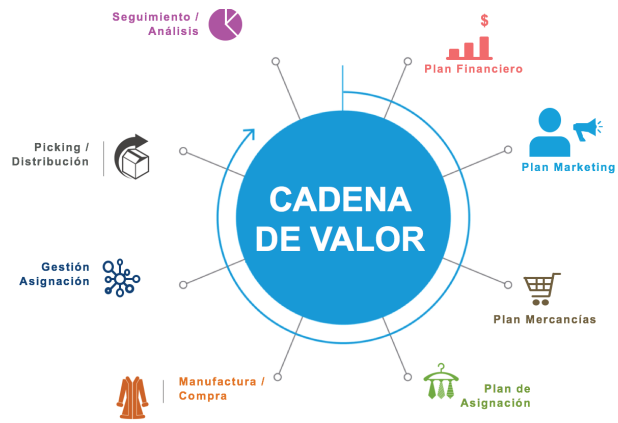 Seguimiento /
Análisis
$
Plan Financiero
Picking /
Distribución
Plan Marketing
CADENA
DE VALOR
Gestión
Asignación
Plan Mercancías
Manufactura /
Compra
Plan de
Asignación